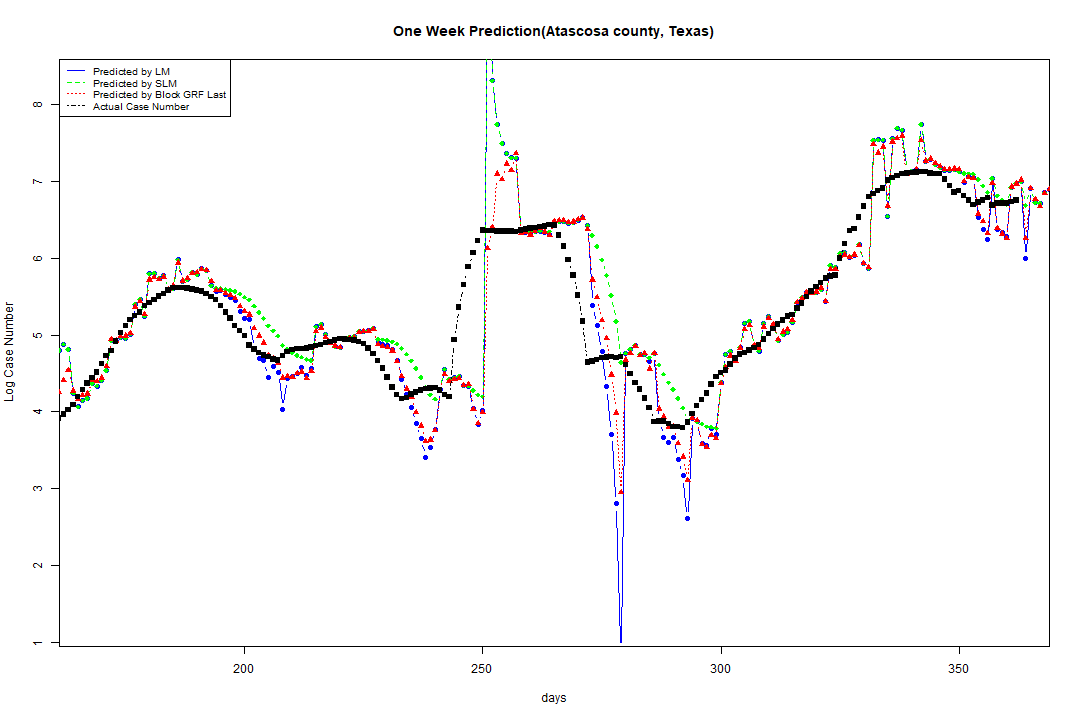 One Week Prediction(Atascosa county, Texas)
Predicted by LM
Predicted by SLM
Predicted by Block GRF Last
Actual Case Number
8
7
6
5
4
3
2
1
Log Case Number
200 250 300 350
days